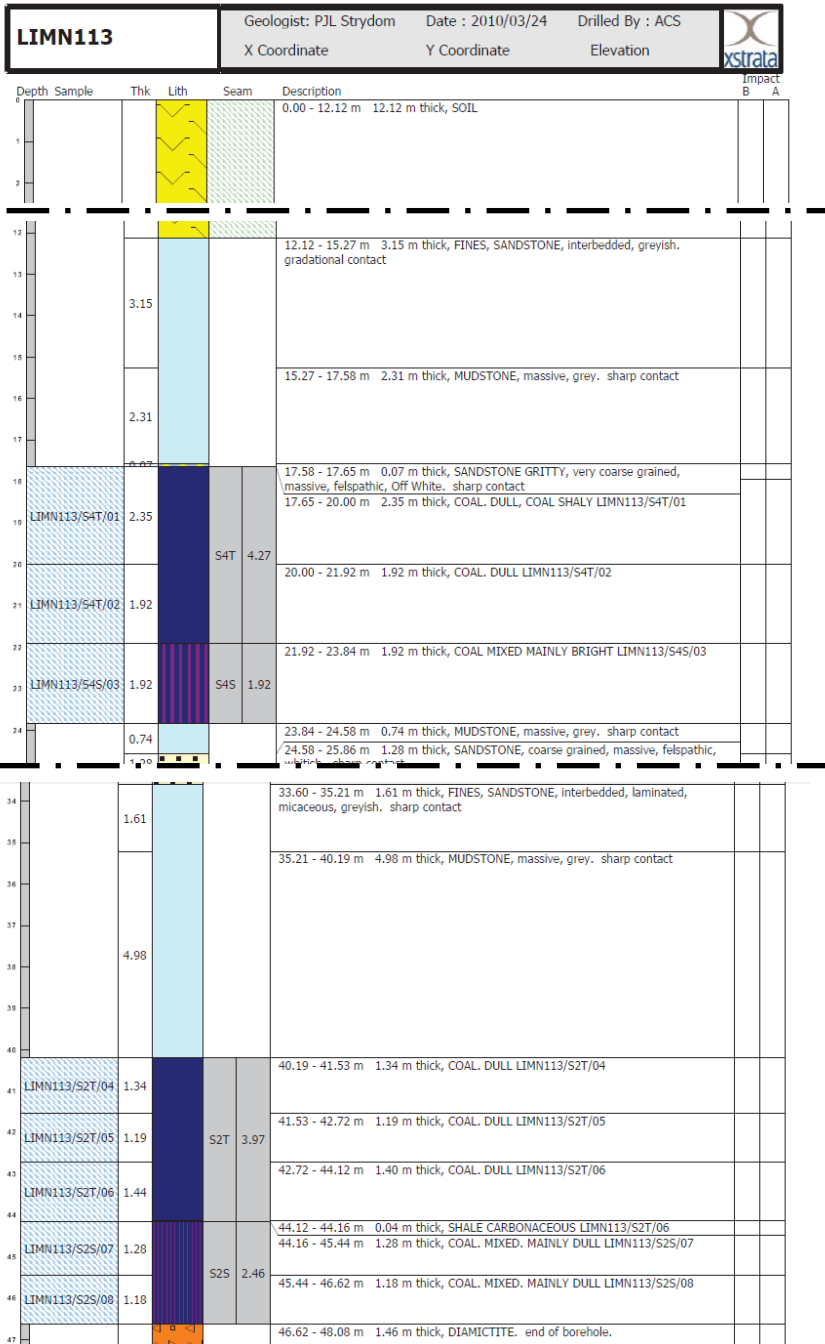 LIMN113
Geologist: PJL Strydom Date : 2010/03/24 Drilled By : ACS
X Coordinate Y Coordinate Elevation
xstrata
Impact
Depth Sample Thk Lith Seam Description B A
0
0.00 - 12.12 m 12.12 m thick, SOIL
1
2
12
12.12 - 15.27 m 3.15 m thick, FINES, SANDSTONE, interbedded, greyish.
gradational contact
13
3.15
14
15
15.27 - 17.58 m 2.31 m thick, MUDSTONE, massive, grey. sharp contact
16
2.31
17
0.07
17.58 - 17.65 m 0.07 m thick, SANDSTONE GRITTY, very coarse grained,
18
massive, felspathic, Off White. sharp contact
17.65 - 20.00 m 2.35 m thick, COAL. DULL, COAL SHALY LIMN113/S4T/01
19 LIMN113/S4T/01 2.35
S4T 4.27
20
20.00 - 21.92 m 1.92 m thick, COAL. DULL LIMN113/S4T/02
21 LIMN113/S4T/02 1.92
22
21.92 - 23.84 m 1.92 m thick, COAL MIXED MAINLY BRIGHT LIMN113/S4S/03
23 LIMN113/S4S/03 1.92 S4S 1.92
24
23.84 - 24.58 m 0.74 m thick, MUDSTONE, massive, grey. sharp contact
0.74
24.58 - 25.86 m 1.28 m thick, SANDSTONE, coarse grained, massive, felspathic,
1.28
whitish. sharp contact
33.60 - 35.21 m 1.61 m thick, FINES, SANDSTONE, interbedded, laminated,
34
micaceous, greyish. sharp contact
1.61
35
35.21 - 40.19 m 4.98 m thick, MUDSTONE, massive, grey. sharp contact
36
37
4.98
38
39
40
40.19 - 41.53 m 1.34 m thick, COAL. DULL LIMN113/S2T/04
41 LIMN113/S2T/04 1.34
41.53 - 42.72 m 1.19 m thick, COAL. DULL LIMN113/S2T/05
42 LIMN113/S2T/05 1.19 S2T 3.97
42.72 - 44.12 m 1.40 m thick, COAL. DULL LIMN113/S2T/06
43
LIMN113/S2T/06 1.44
44
44.12 - 44.16 m 0.04 m thick, SHALE CARBONACEOUS LIMN113/S2T/06
44.16 - 45.44 m 1.28 m thick, COAL. MIXED. MAINLY DULL LIMN113/S2S/07
45 LIMN113/S2S/07 1.28
S2S 2.46
45.44 - 46.62 m 1.18 m thick, COAL. MIXED. MAINLY DULL LIMN113/S2S/08
46 LIMN113/S2S/08 1.18
46.62 - 48.08 m 1.46 m thick, DIAMICTITE. end of borehole.
47